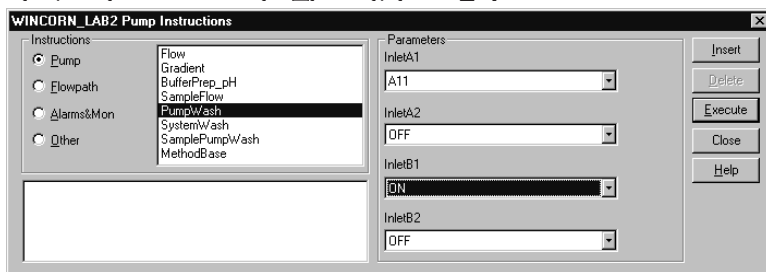 WINCORN_LAB2 Pump Instructions
Instructions
Pump
Flowpath
Alarms&Mon
Other
Flow
Gradient
BufferPrep_pH
SampleFlow
PumpWash
SystemWash
SamplePumpWash
MethodBase
Parameters
InletA1
A11
InletA2
OFF
InletB1
ON
InletB2
OFF
Insert
Delete
Execute
Close
Help